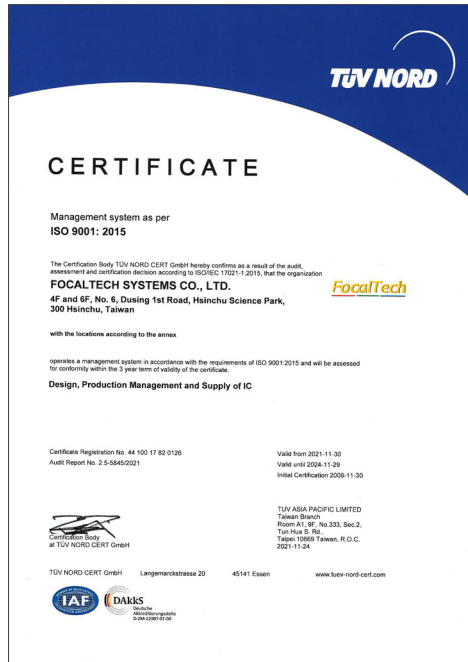 TÜV NORD
CERTIFICATE
Management system as per
ISO 9001: 2015
The Certification Body TÜV NORD CERT GmbH hereby confirms as a result of the audit,
assessment and certification decision according to ISO/IEC 17021-1:2015, that the organization
FOCALTECH SYSTEMS CO., LTD.
4F and 6F, No. 6, Dusing 1st Road, Hsinchu Science Park,
300 Hsinchu, Taiwan
FocalTech
with the locations according to the annex
operates a management system in accordance with the requirements of ISO 9001:2015 and will be assessed
for conformity within the 3 year term of validity of the certificate.
Design, Production Management and Supply of IC
Certificate Registration No. 44 100 17 82 0126
Audit Report No. 2.5-5845/2021
Valid from 2021-11-30
Valid until 2024-11-29
Initial Certification 2009-11-30
Certification Body
at TÜV NORD CERT GmbH
TUV ASIA PACIFIC LIMITED
Taiwan Branch
Room A1, 9F, No.333, Sec.2,
Tun Hua S. Rd.,
Taipei 10669 Taiwan, R.O.C.
2021-11-24
TÜV NORD CERT GmbH Langemarckstrasse 20 45141 Essen www.tuev-nord-cert.com
IAF
DAkkS
Deutsche
Akkreditierungsstelle
D-ZM-12007-01-00